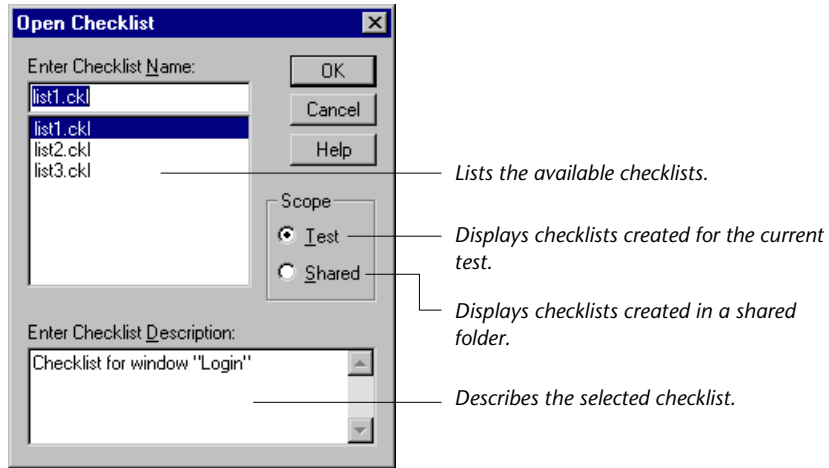 Open Checklist
Enter Checklist Name:
list1.ckl
list1.ckl
list2.ckl
list3.ckl
OK
Cancel
Help
Scope
Test
Shared
Enter Checklist Description:
Checklist for window "Login"
Lists the available checklists.
Displays checklists created for the current
test.
Displays checklists created in a shared
folder.
Describes the selected checklist.